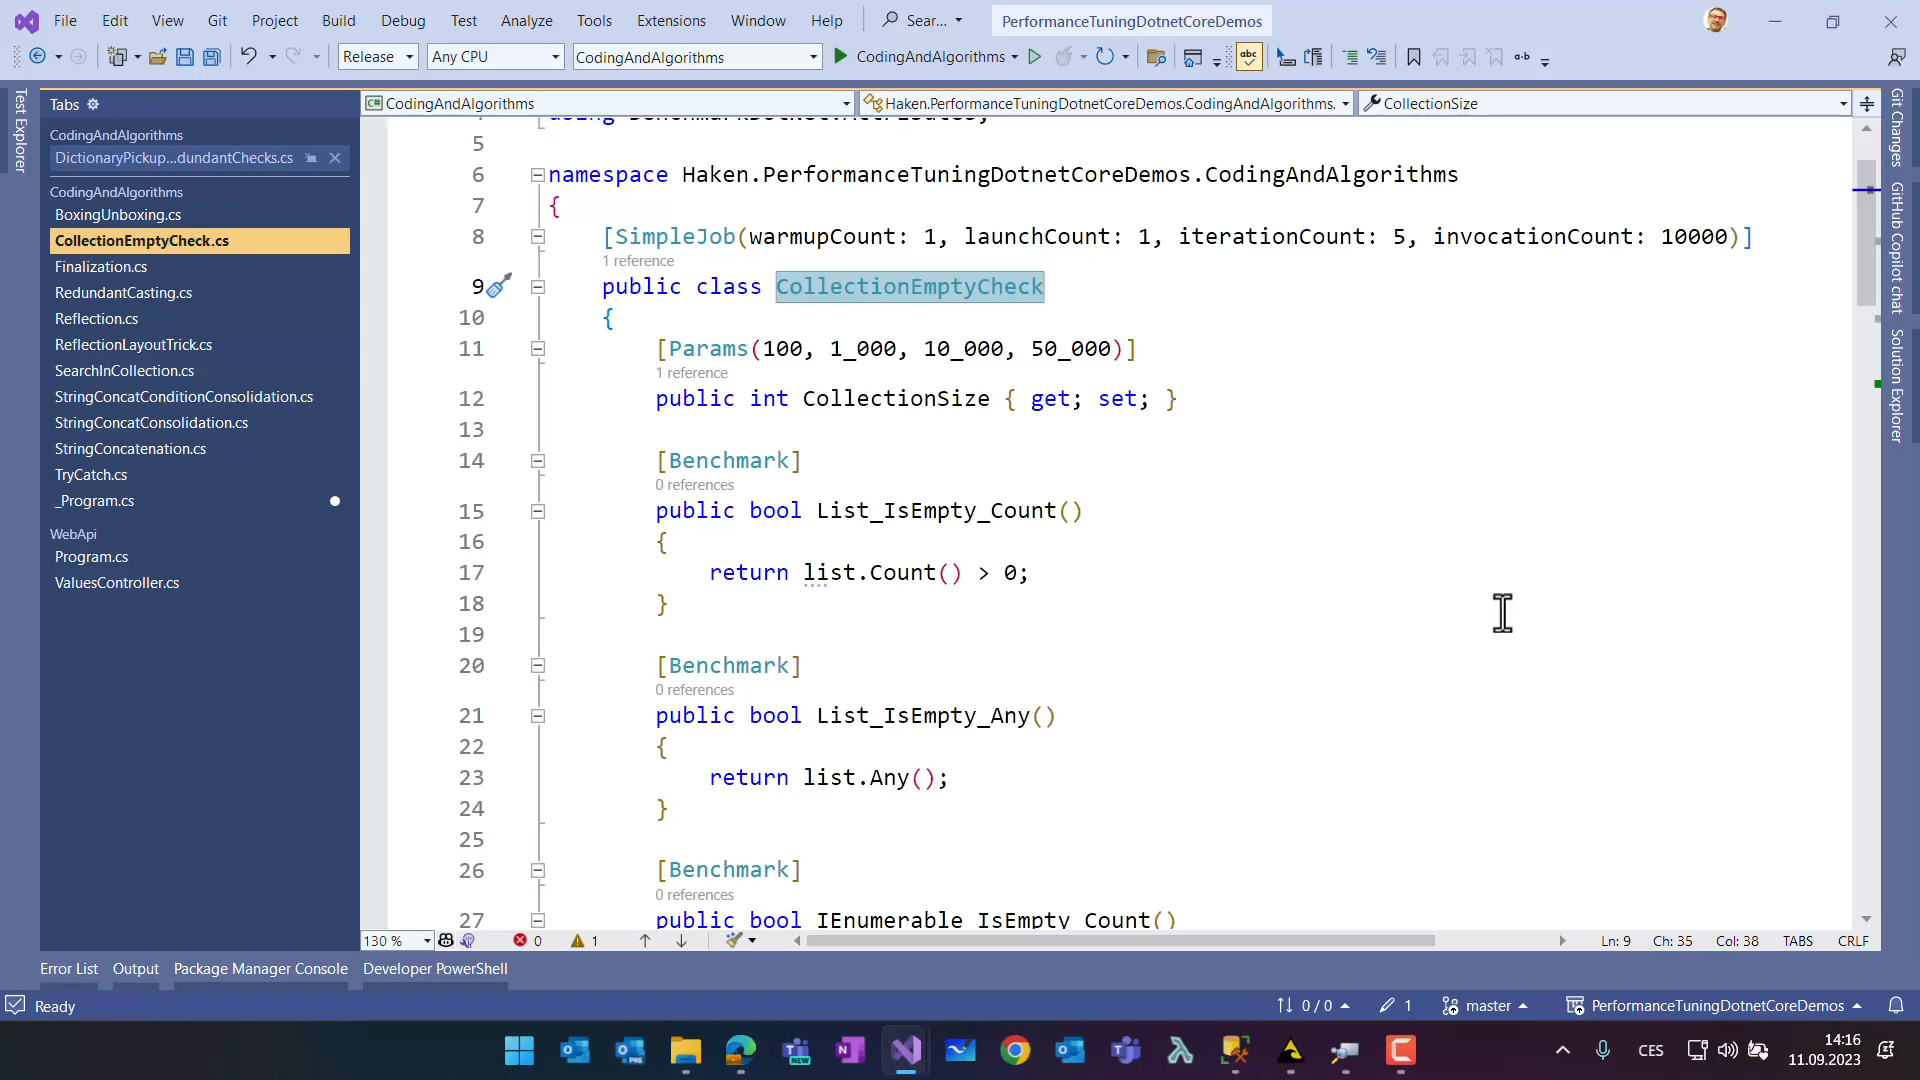 File Edit View Git Project Build Debug Test Analyze Tools Extensions Window Help Sear... PerformanceTuningDotnetCoreDemos
Release Any CPU CodingAndAlgorithms CodingAndAlgorithms
Test Explorer
Tabs
CodingAndAlgorithms
DictionaryPickup...dundantChecks.cs
CodingAndAlgorithms
BoxingUnboxing.cs
CollectionEmptyCheck.cs
Finalization.cs
RedundantCasting.cs
Reflection.cs
ReflectionLayoutTrick.cs
SearchInCollection.cs
StringConcatConditionConsolidation.cs
StringConcatConsolidation.cs
StringConcatenation.cs
TryCatch.cs
_Program.cs
WebApi
Program.cs
ValuesController.cs
CodingAndAlgorithms Haken.PerformanceTuningDotnetCoreDemos.CodingAndAlgorithms. CollectionSize
using BenchmarkDotNet.Attributes;
5
6 namespace Haken.PerformanceTuningDotnetCoreDemos.CodingAndAlgorithms
7 {
8 [SimpleJob(warmupCount: 1, launchCount: 1, iterationCount: 5, invocationCount: 10000)]
1 reference
9 public class CollectionEmptyCheck
10 {
11 [Params(100, 1_000, 10_000, 50_000)]
1 reference
12 public int CollectionSize { get; set; }
13
14 [Benchmark]
0 references
15 public bool List_IsEmpty_Count()
16 {
17 return list.Count() > 0;
18 }
19
20 [Benchmark]
0 references
21 public bool List_IsEmpty_Any()
22 {
23 return list.Any();
24 }
25
26 [Benchmark]
0 references
27 public bool IEnumerable_IsEmpty_Count()
Git Changes
GitHub Copilot chat
Solution Explorer
130 % 0 1 Ln: 9 Ch: 35 Col: 38 TABS CRLF
Error List Output Package Manager Console Developer PowerShell
Ready 0 / 0 1 master PerformanceTuningDotnetCoreDemos
CES 14:16
11.09.2023